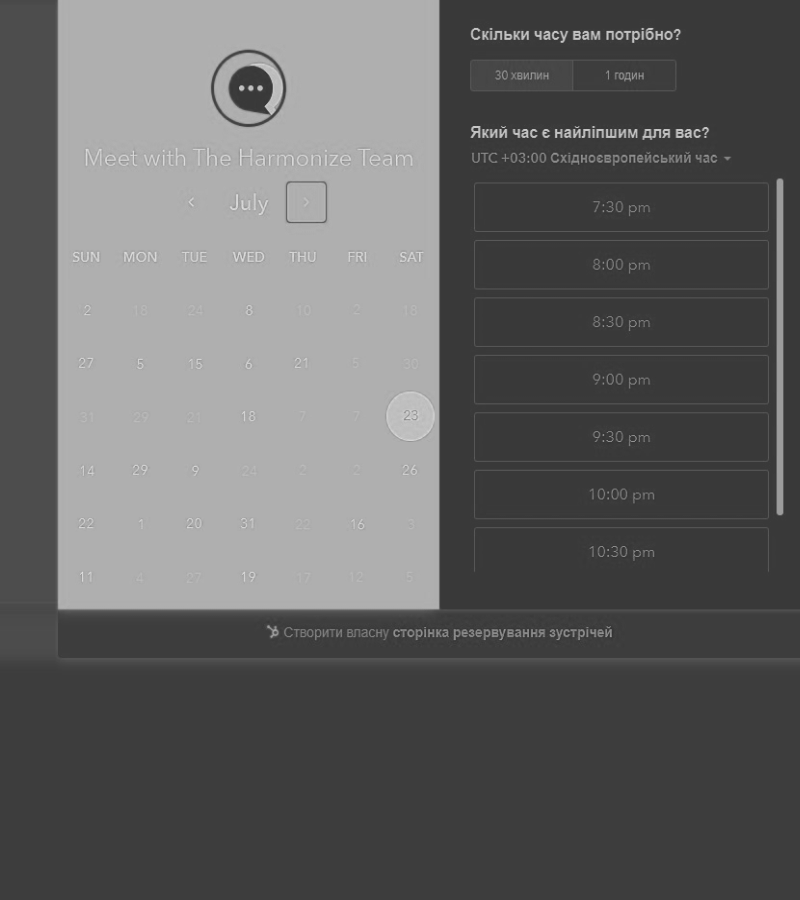 Meet with The Harmonize Team
July
SUN MON TUE WED THU FRI SAT
2 18 24 8 10 2 18
27 5 15 6 21 5 30
31 29 21 18 7 7 23
14 29 9 24 2 2 26
22 1 20 31 22 16 3
11 4 27 19 17 12 5
Скільки часу вам потрібно?
30 хвилин 1 годин
Який час є найліпшим для вас?
UTC +03:00 Східноєвропейський час
7:30 pm
8:00 pm
8:30 pm
9:00 pm
9:30 pm
10:00 pm
10:30 pm
Створити власну сторінка резервування зустрічей